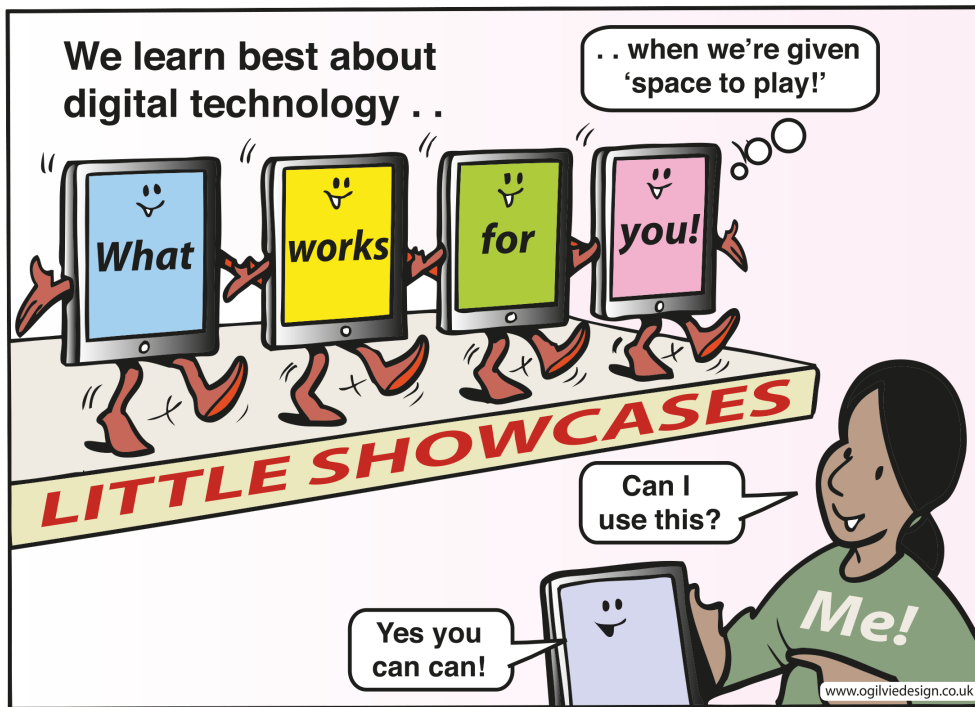 We learn best about
digital technology . .
. . when we're given
‘space to play!’
What
works
for
you!
LITTLE SHOWCASES
Can I
use this?
Me!
Yes you
can can!
www.ogilviedesign.co.uk